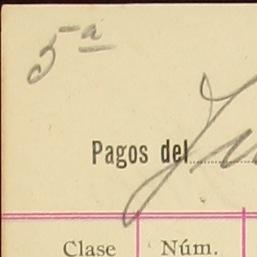 5ª
Pagos del
Clase Núm.